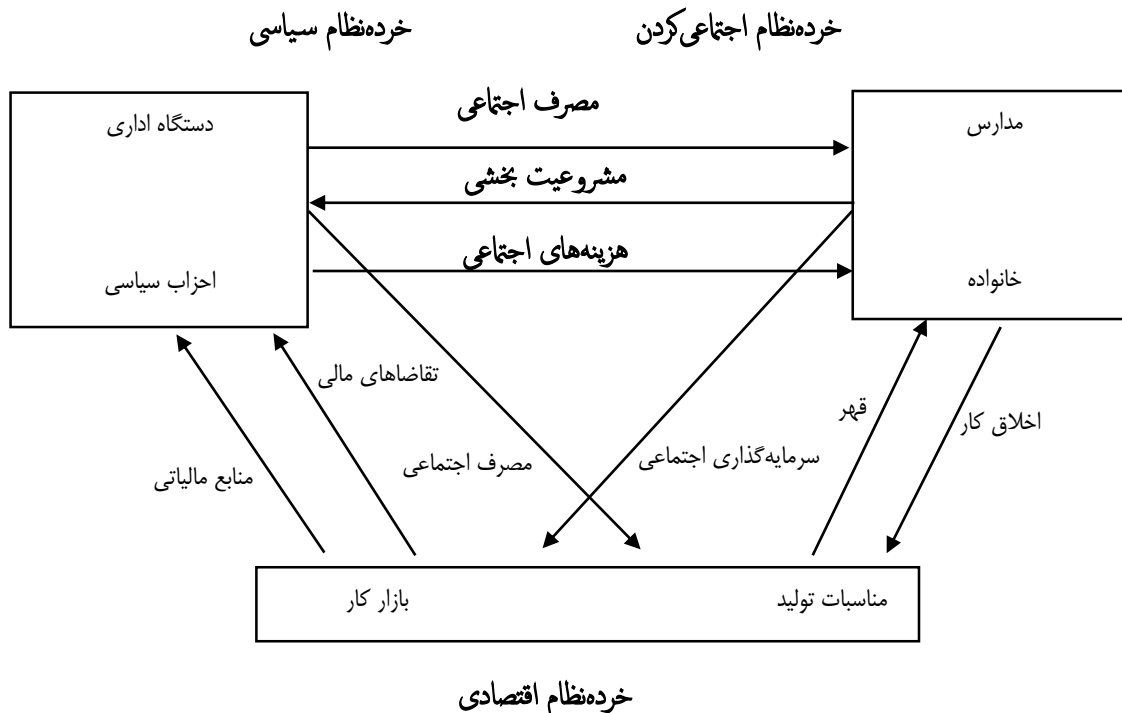 خرده‌نظام اجتماعی‌کردن
خرده‌نظام سیاسی
مصرف اجتماعی
مدارس
دستگاه اداری
مشروعیت بخشی
هزینه‌های اجتماعی
خانواده
احزاب سیاسی
تقاضاهای مالی
قهر
اخلاق کار
سرمایه‌گذاری اجتماعی
مصرف اجتماعی
منابع مالیاتی
مناسبات تولید
بازار کار
خرده‌نظام اقتصادی